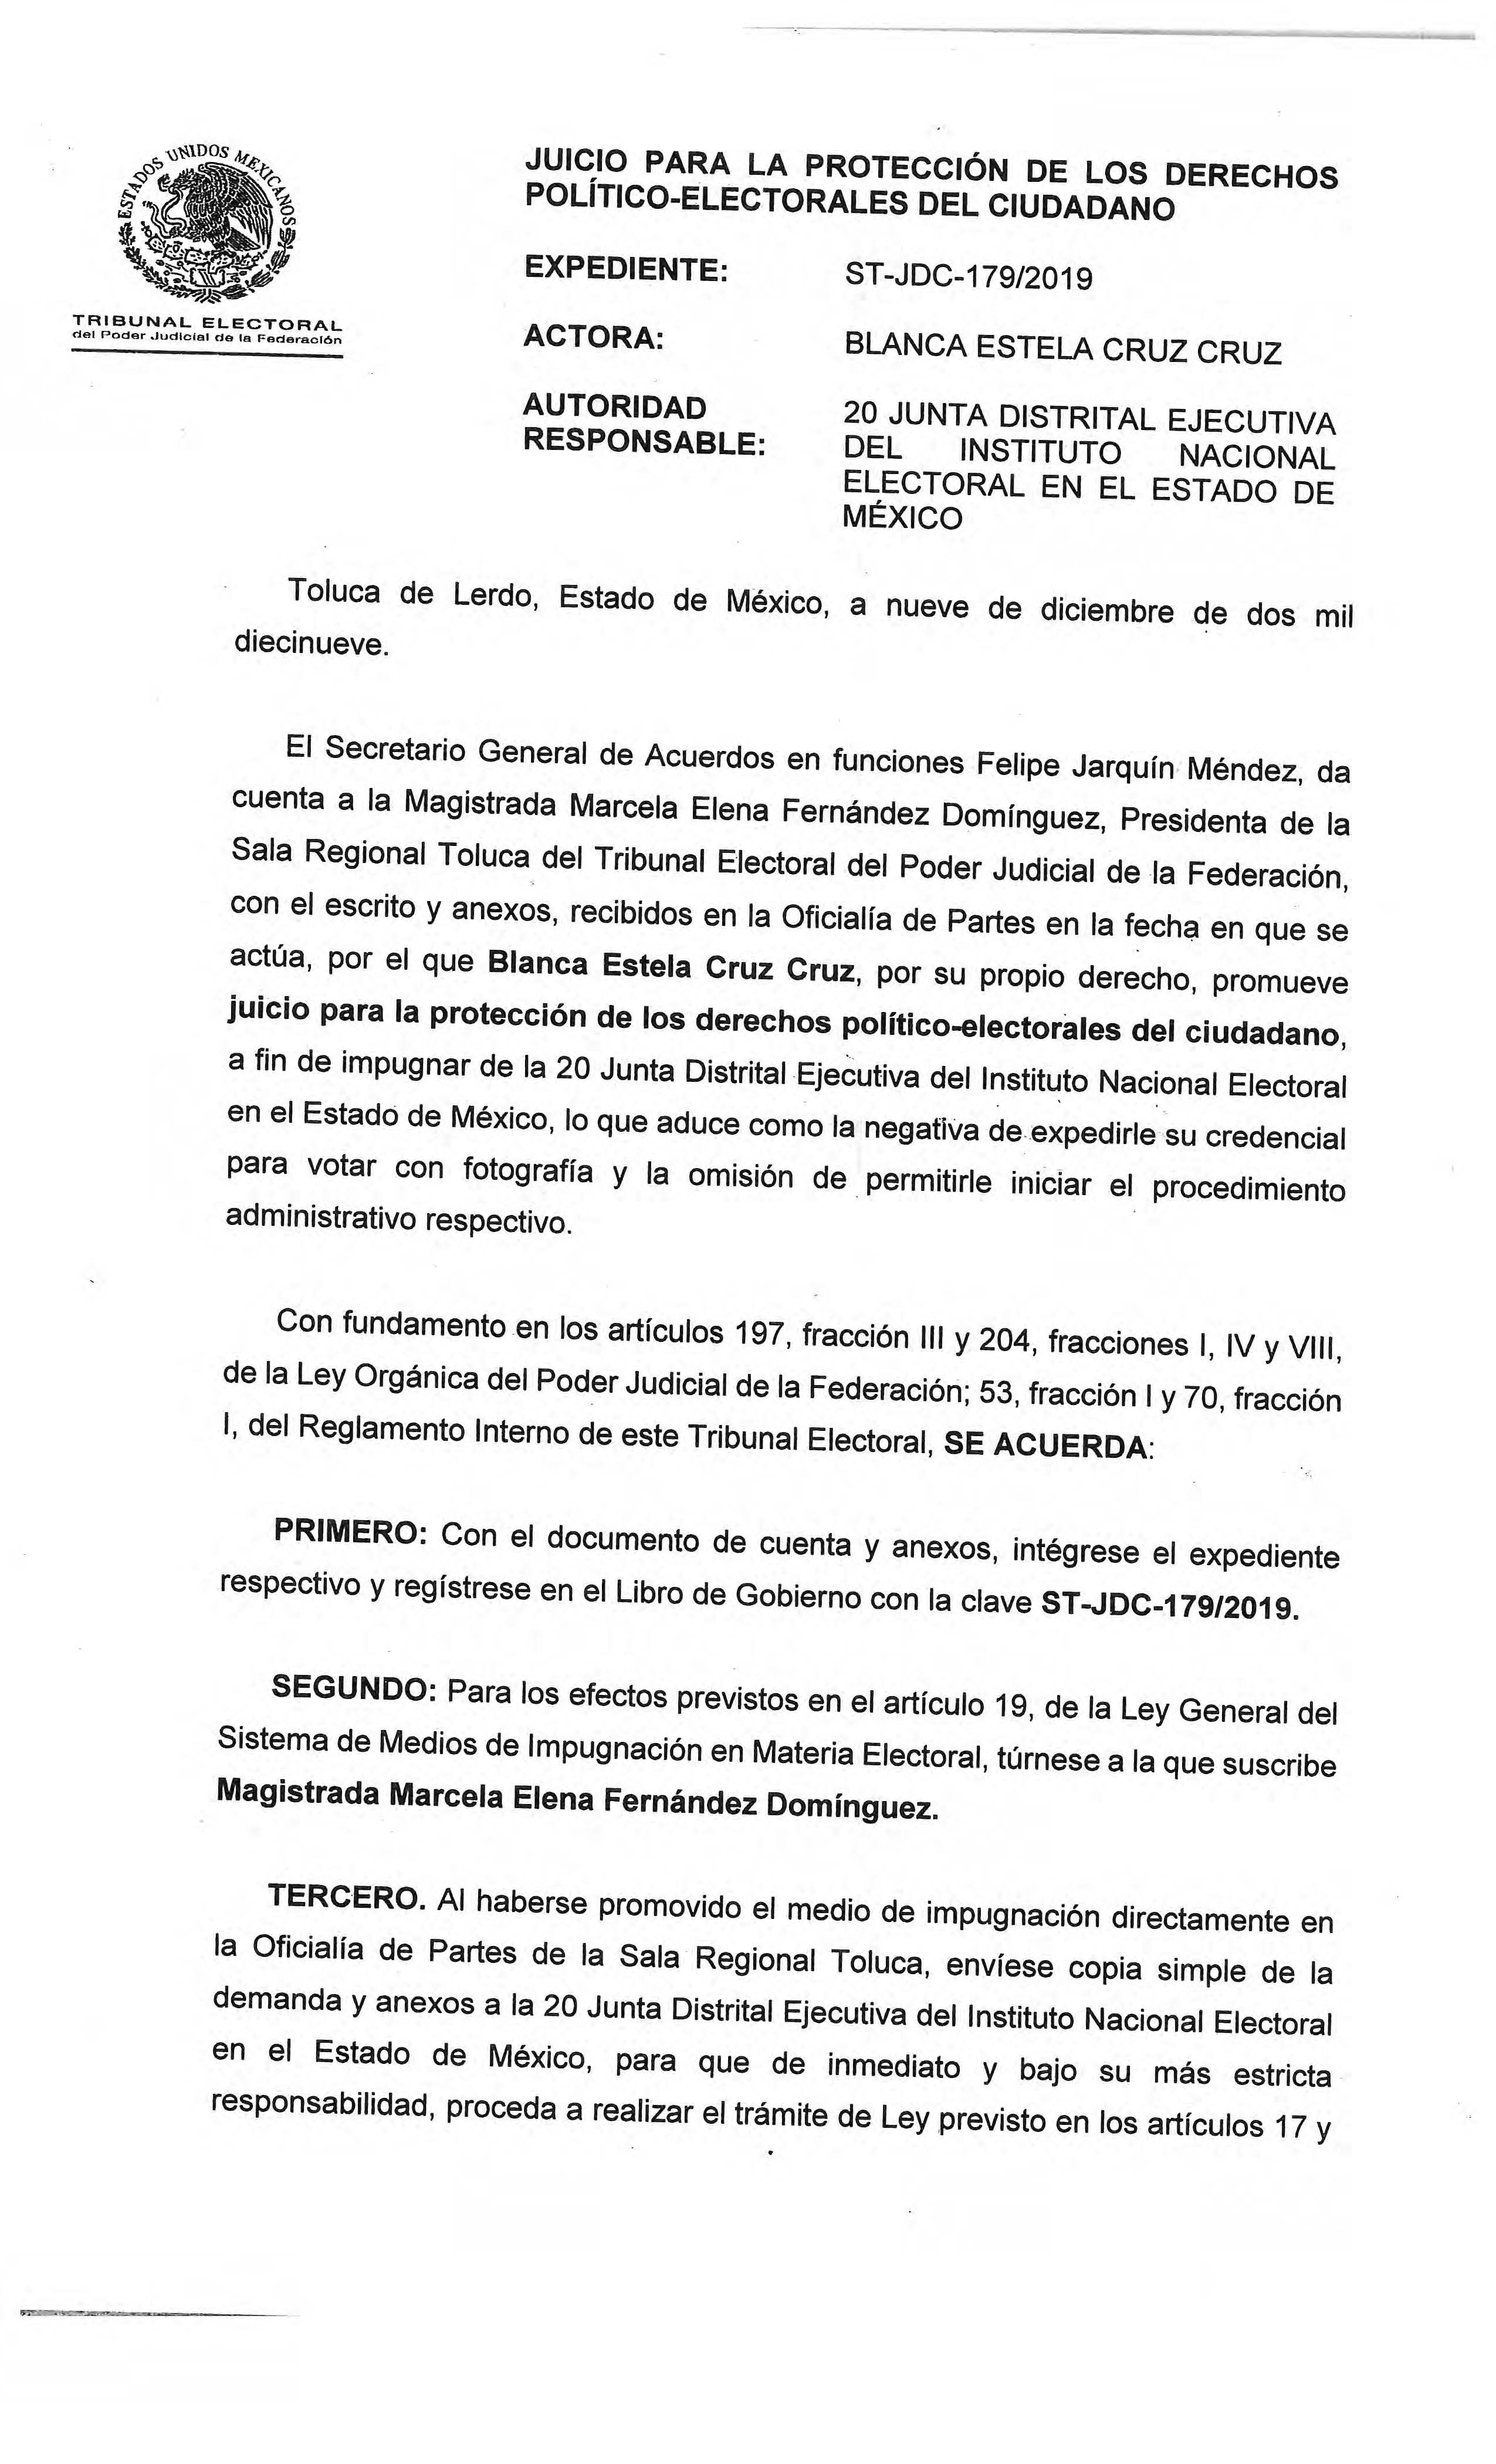 ESTADOS UNIDOS MEXICANOS
TRIBUNAL ELECTORAL
del Poder Judicial de la Federación
JUICIO PARA LA PROTECCIÓN DE LOS DERECHOS
POLÍTICO-ELECTORALES DEL CIUDADANO
EXPEDIENTE: ST-JDC-179/2019
ACTORA: BLANCA ESTELA CRUZ CRUZ
AUTORIDAD
RESPONSABLE:
20 JUNTA DISTRITAL EJECUTIVA
DEL INSTITUTO NACIONAL
ELECTORAL EN EL ESTADO DE
MÉXICO
Toluca de Lerdo, Estado de México, a nueve de diciembre de dos mil
diecinueve.
El Secretario General de Acuerdos en funciones Felipe Jarquín Méndez, da
cuenta a la Magistrada Marcela Elena Fernández Domínguez, Presidenta de la
Sala Regional Toluca del Tribunal Electoral del Poder Judicial de la Federación,
con el escrito y anexos, recibidos en la Oficialía de Partes en la fecha en que se
actúa, por el que Blanca Estela Cruz Cruz, por su propio derecho, promueve
juicio para la protección de los derechos político-electorales del ciudadano,
a fin de impugnar de la 20 Junta Distrital Ejecutiva del Instituto Nacional Electoral
en el Estado de México, lo que aduce como la negativa de expedirle su credencial
para votar con fotografía y la omisión de permitirle iniciar el procedimiento
administrativo respectivo.
Con fundamento en los artículos 197, fracción III y 204, fracciones I, IV y VIII,
de la Ley Orgánica del Poder Judicial de la Federación; 53, fracción I y 70, fracción
I, del Reglamento Interno de este Tribunal Electoral, SE ACUERDA:
PRIMERO: Con el documento de cuenta y anexos, intégrese el expediente
respectivo y regístrese en el Libro de Gobierno con la clave ST-JDC-179/2019.
SEGUNDO: Para los efectos previstos en el artículo 19, de la Ley General del
Sistema de Medios de Impugnación en Materia Electoral, túrnese a la que suscribe
Magistrada Marcela Elena Fernández Domínguez.
TERCERO. Al haberse promovido el medio de impugnación directamente en
la Oficialía de Partes de la Sala Regional Toluca, envíese copia simple de la
demanda y anexos a la 20 Junta Distrital Ejecutiva del Instituto Nacional Electoral
en el Estado de México, para que de inmediato y bajo su más estricta
responsabilidad, proceda a realizar el trámite de Ley previsto en los artículos 17 y